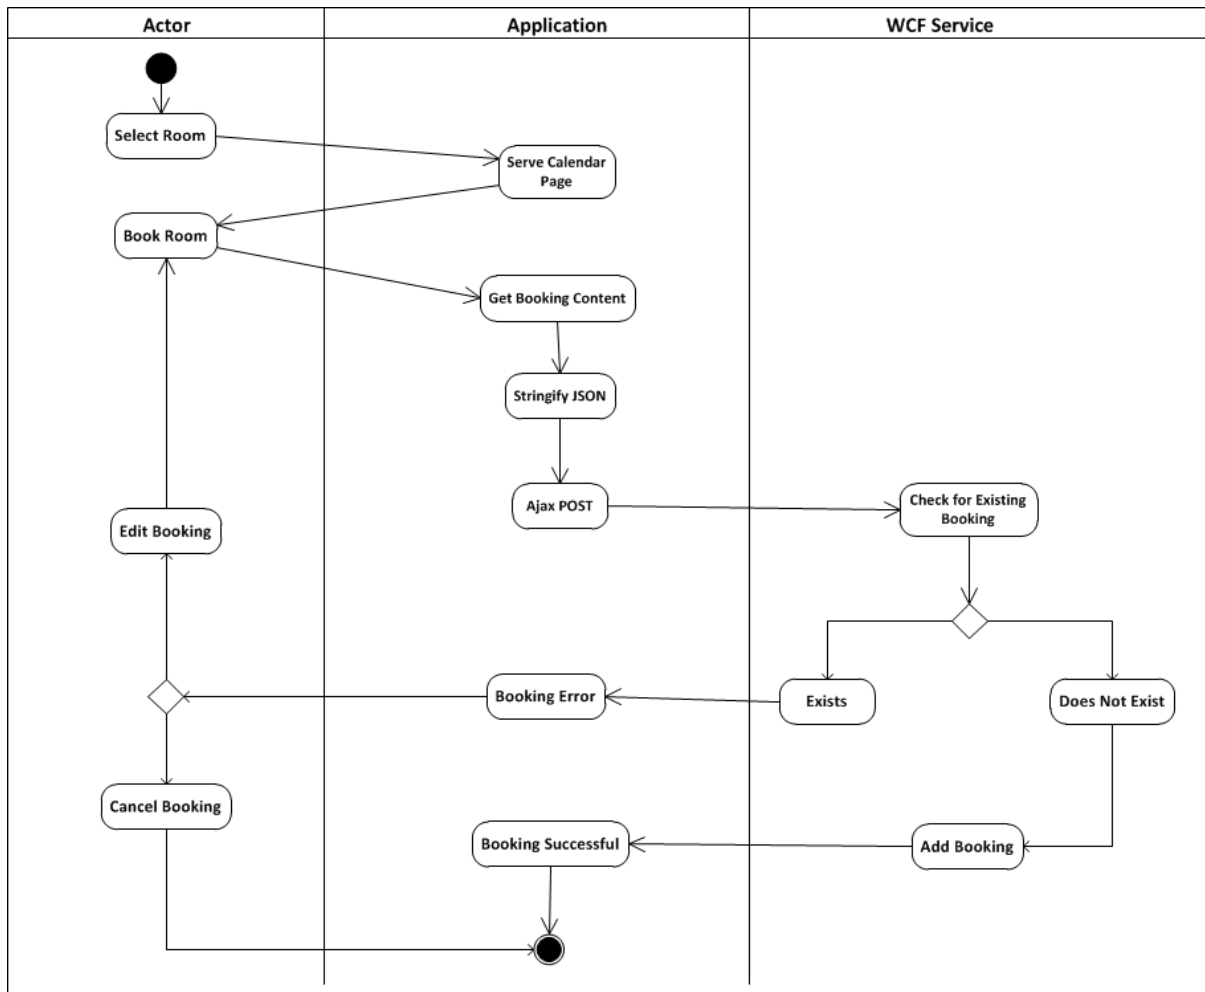 Actor
Application
WCF Service
Select Room
Serve Calendar
Page
Book Room
Get Booking Content
Stringify JSON
Ajax POST
Check for Existing
Booking
Edit Booking
Booking Error
Exists
Does Not Exist
Cancel Booking
Booking Successful
Add Booking